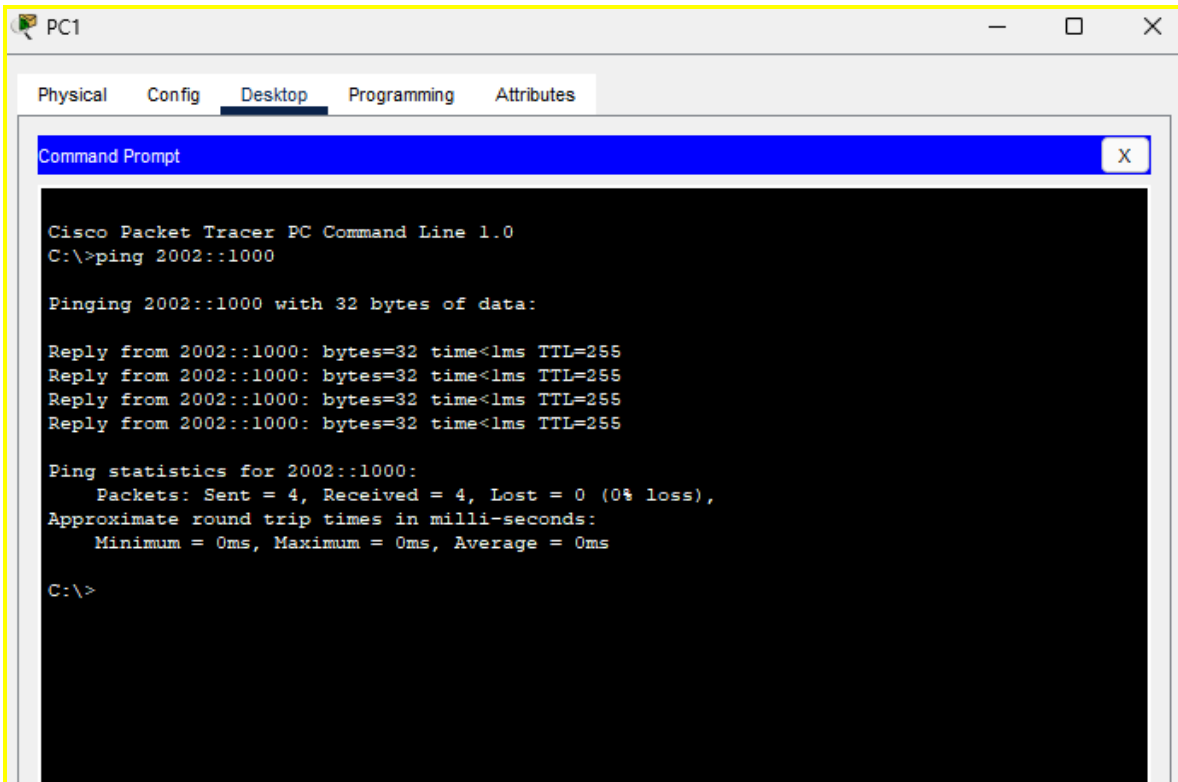 PC1
Physical Config Desktop Programming Attributes
Command Prompt X
Cisco Packet Tracer PC Command Line 1.0
C:\>ping 2002::1000
Pinging 2002::1000 with 32 bytes of data:
Reply from 2002::1000: bytes=32 time<1ms TTL=255
Reply from 2002::1000: bytes=32 time<1ms TTL=255
Reply from 2002::1000: bytes=32 time<1ms TTL=255
Reply from 2002::1000: bytes=32 time<1ms TTL=255
Ping statistics for 2002::1000:
Packets: Sent = 4, Received = 4, Lost = 0 (0% loss),
Approximate round trip times in milli-seconds:
Minimum = 0ms, Maximum = 0ms, Average = 0ms
C:\>